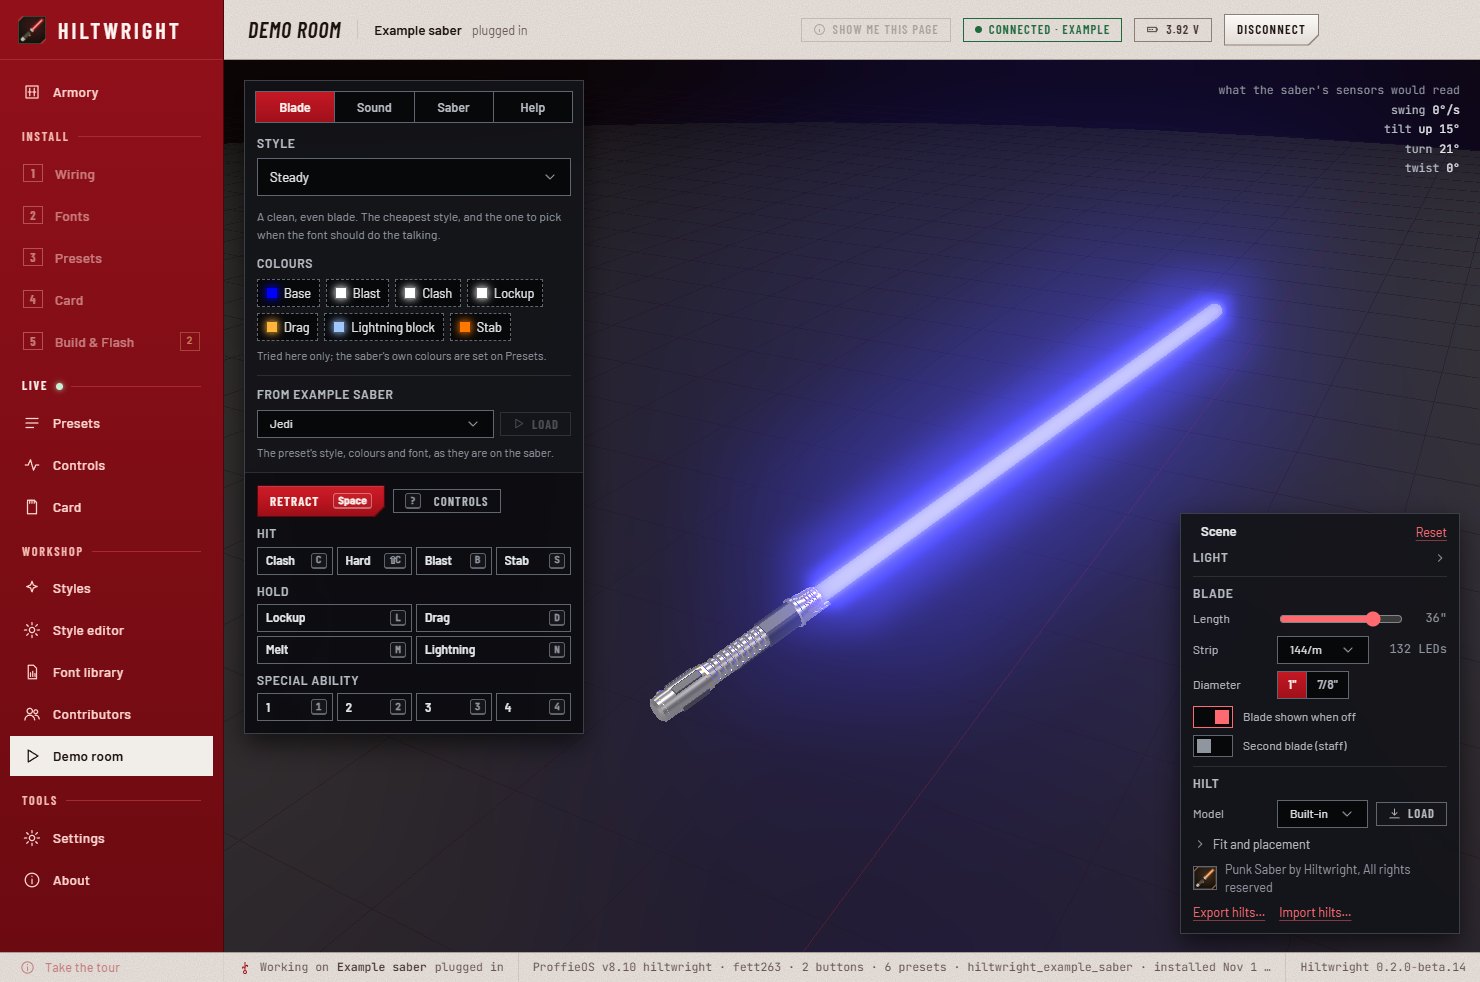 HILTWRIGHT
DEMO ROOM
Example saber plugged in
SHOW ME THIS PAGE
CONNECTED · EXAMPLE
3.92 V
DISCONNECT
Armory
INSTALL
1 Wiring
2 Fonts
3 Presets
4 Card
5 Build & Flash 2
LIVE
Presets
Controls
Card
WORKSHOP
Styles
Style editor
Font library
Contributors
Demo room
TOOLS
Settings
About
Take the tour
Blade Sound Saber Help
STYLE
Steady
A clean, even blade. The cheapest style, and the one to pick
when the font should do the talking.
COLOURS
Base Blast Clash Lockup
Drag Lightning block Stab
Tried here only; the saber's own colours are set on Presets.
FROM EXAMPLE SABER
Jedi LOAD
The preset's style, colours and font, as they are on the saber.
RETRACT Space ? CONTROLS
HIT
Clash C Hard ⇧C Blast B Stab S
HOLD
Lockup L Drag D
Melt M Lightning N
SPECIAL ABILITY
1 1 2 2 3 3 4 4
what the saber's sensors would read
swing 0°/s
tilt up 15°
turn 21°
twist 0°
Scene Reset
LIGHT
BLADE
Length 36"
Strip 144/m 132 LEDs
Diameter 1" 7/8"
Blade shown when off
Second blade (staff)
HILT
Model Built-in LOAD
Fit and placement
Punk Saber by Hiltwright, All rights
reserved
Export hilts... Import hilts...
Working on Example saber plugged in
ProffieOS v8.10 hiltwright · fett263 · 2 buttons · 6 presets · hiltwright_example_saber · installed Nov 1 …
Hiltwright 0.2.0-beta.14